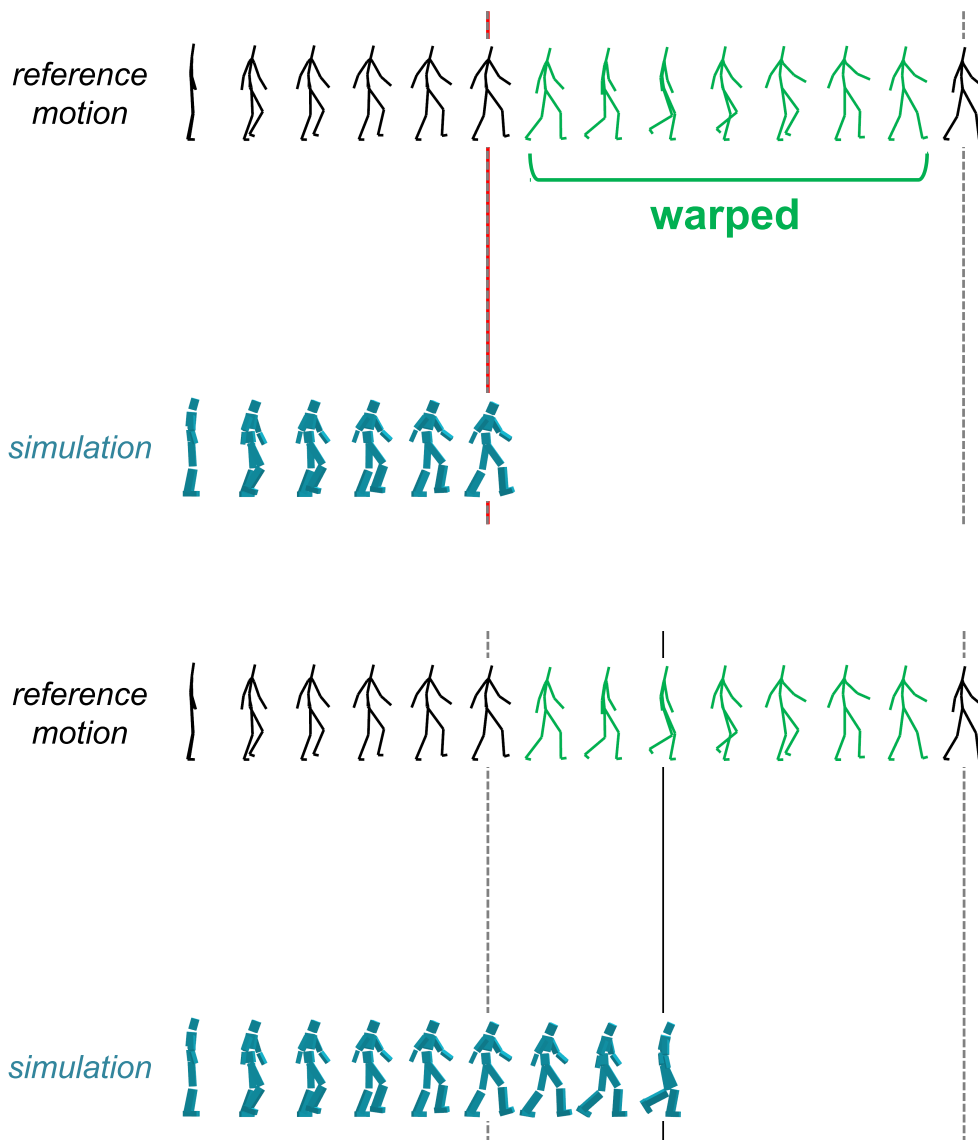 reference
motion
warped
simulation
reference
motion
simulation